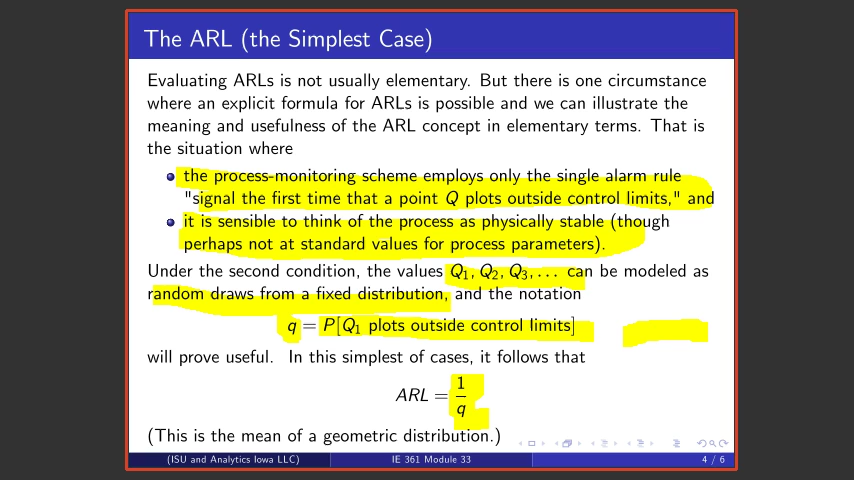 The ARL (the Simplest Case)
Evaluating ARLs is not usually elementary. But there is one circumstance
where an explicit formula for ARLs is possible and we can illustrate the
meaning and usefulness of the ARL concept in elementary terms. That is
the situation where
the process-monitoring scheme employs only the single alarm rule
"signal the first time that a point Q plots outside control limits," and
it is sensible to think of the process as physically stable (though
perhaps not at standard values for process parameters).
Under the second condition, the values Q₁, Q₂, Q₃, . . . can be modeled as
random draws from a fixed distribution, and the notation
q = P[Q₁ plots outside control limits]
will prove useful. In this simplest of cases, it follows that
ARL = 1/q
(This is the mean of a geometric distribution.)
(ISU and Analytics Iowa LLC) IE 361 Module 33 4 / 6